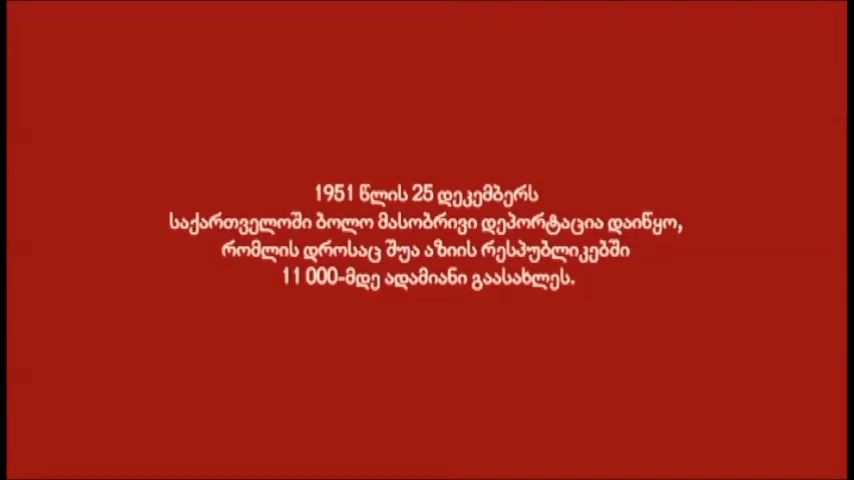 1951 წლის 25 დეკემბერს
საქართველოში ბოლო მასობრივი დეპორტაცია დაიწყო,
რომლის დროსაც შუა აზიის რესპუბლიკებში
11 000-მდე ადამიანი გაასახლეს.